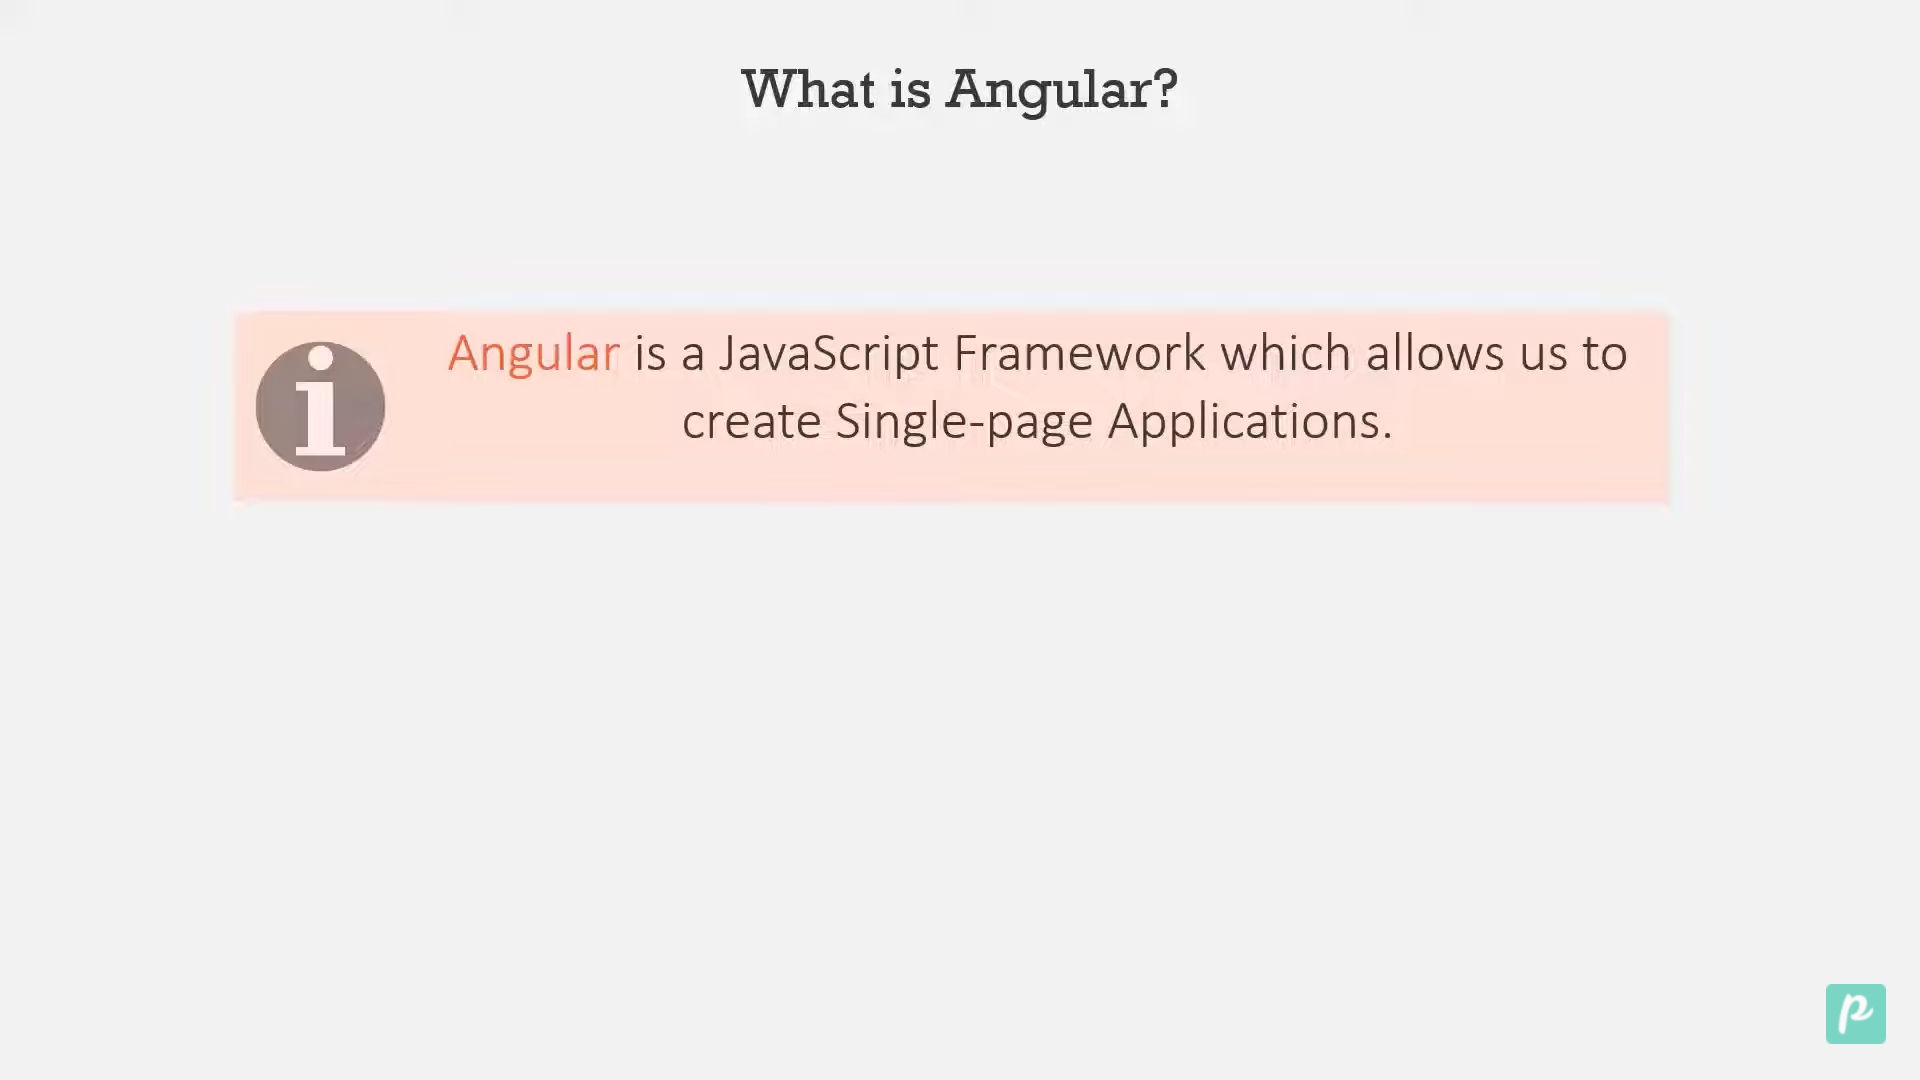 What is Angular?
i
Angular is a JavaScript Framework which allows us to
create Single-page Applications.
p